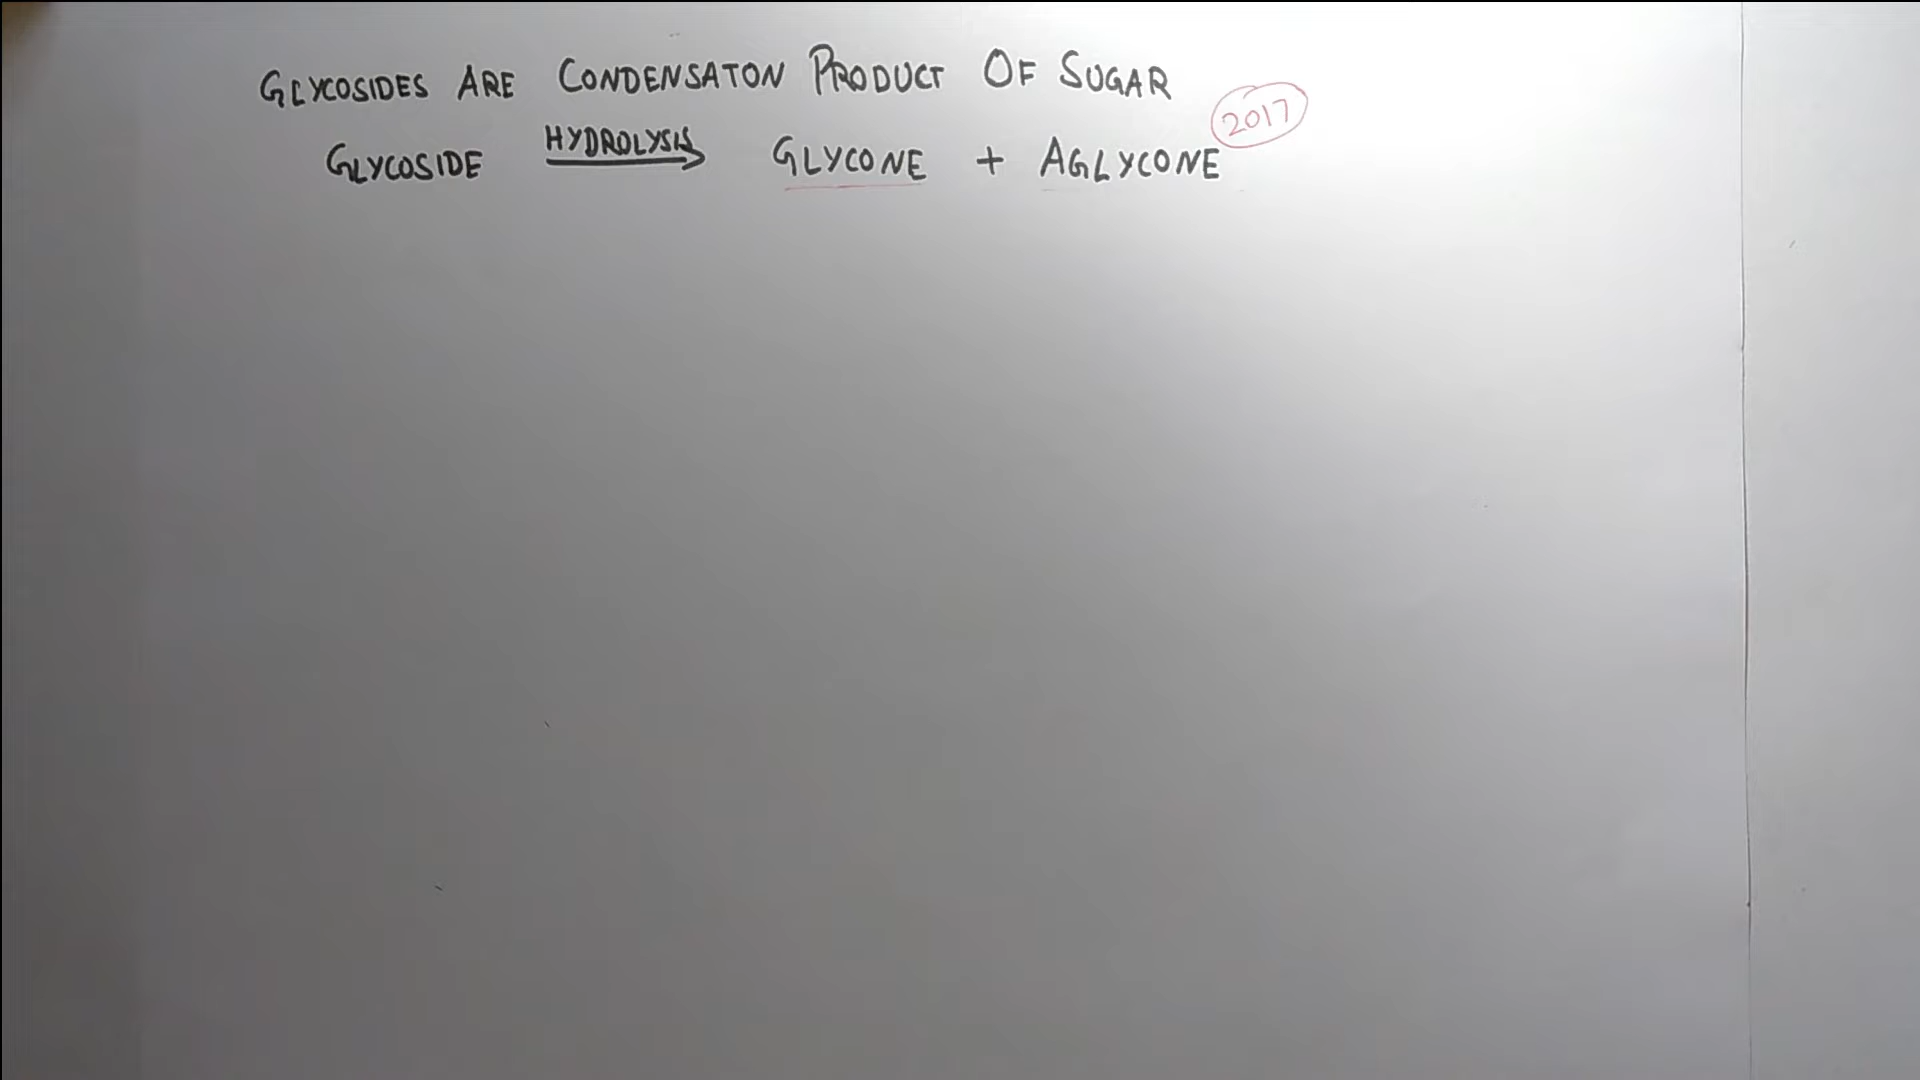 GLYCOSIDES ARE CONDENSATON PRODUCT OF SUGAR
2017
GLYCOSIDE HYDROLYSIS GLYCONE + AGLYCONE